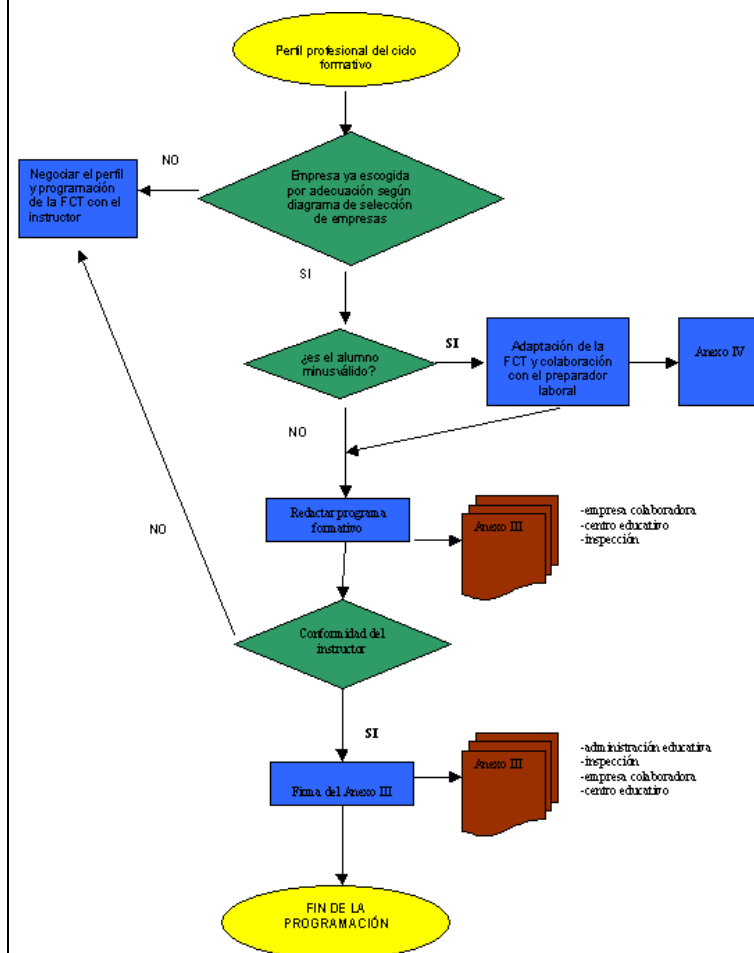 Perfil profesional del ciclo
formativo
NO
Negociar el perfil
y programación
de la FCT con el
instructor
Empresa ya escogida
por adecuación según
diagrama de selección
de empresas
SI
¿es el alumno
minusválido?
SI
Adaptación de la
FCT y colaboración
con el preparador
laboral
Anexo IV
NO
Redactar programa
formativo
Anexo III
-empresa colaboradora
-centro educativo
-inspección
NO
Conformidad del
instructor
SI
Firma del Anexo III
Anexo III
-administración educativa
-inspección
-empresa colaboradora
-centro educativo
FIN DE LA
PROGRAMACIÓN